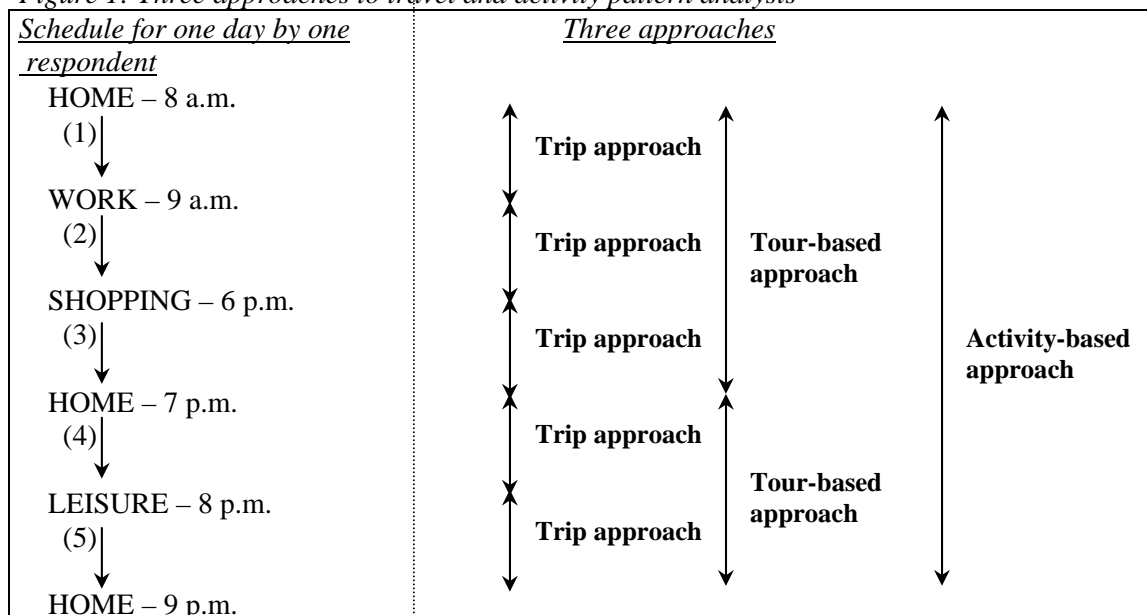 Figure 1: Three approaches to travel and activity pattern analysis
Schedule for one day by one
respondent
Three approaches
HOME – 8 a.m.
(1)
Trip approach
WORK – 9 a.m.
(2)
Trip approach
Tour-based
approach
SHOPPING – 6 p.m.
(3)
Trip approach
Activity-based
approach
HOME – 7 p.m.
(4)
Trip approach
LEISURE – 8 p.m.
Tour-based
approach
(5)
Trip approach
HOME – 9 p.m.